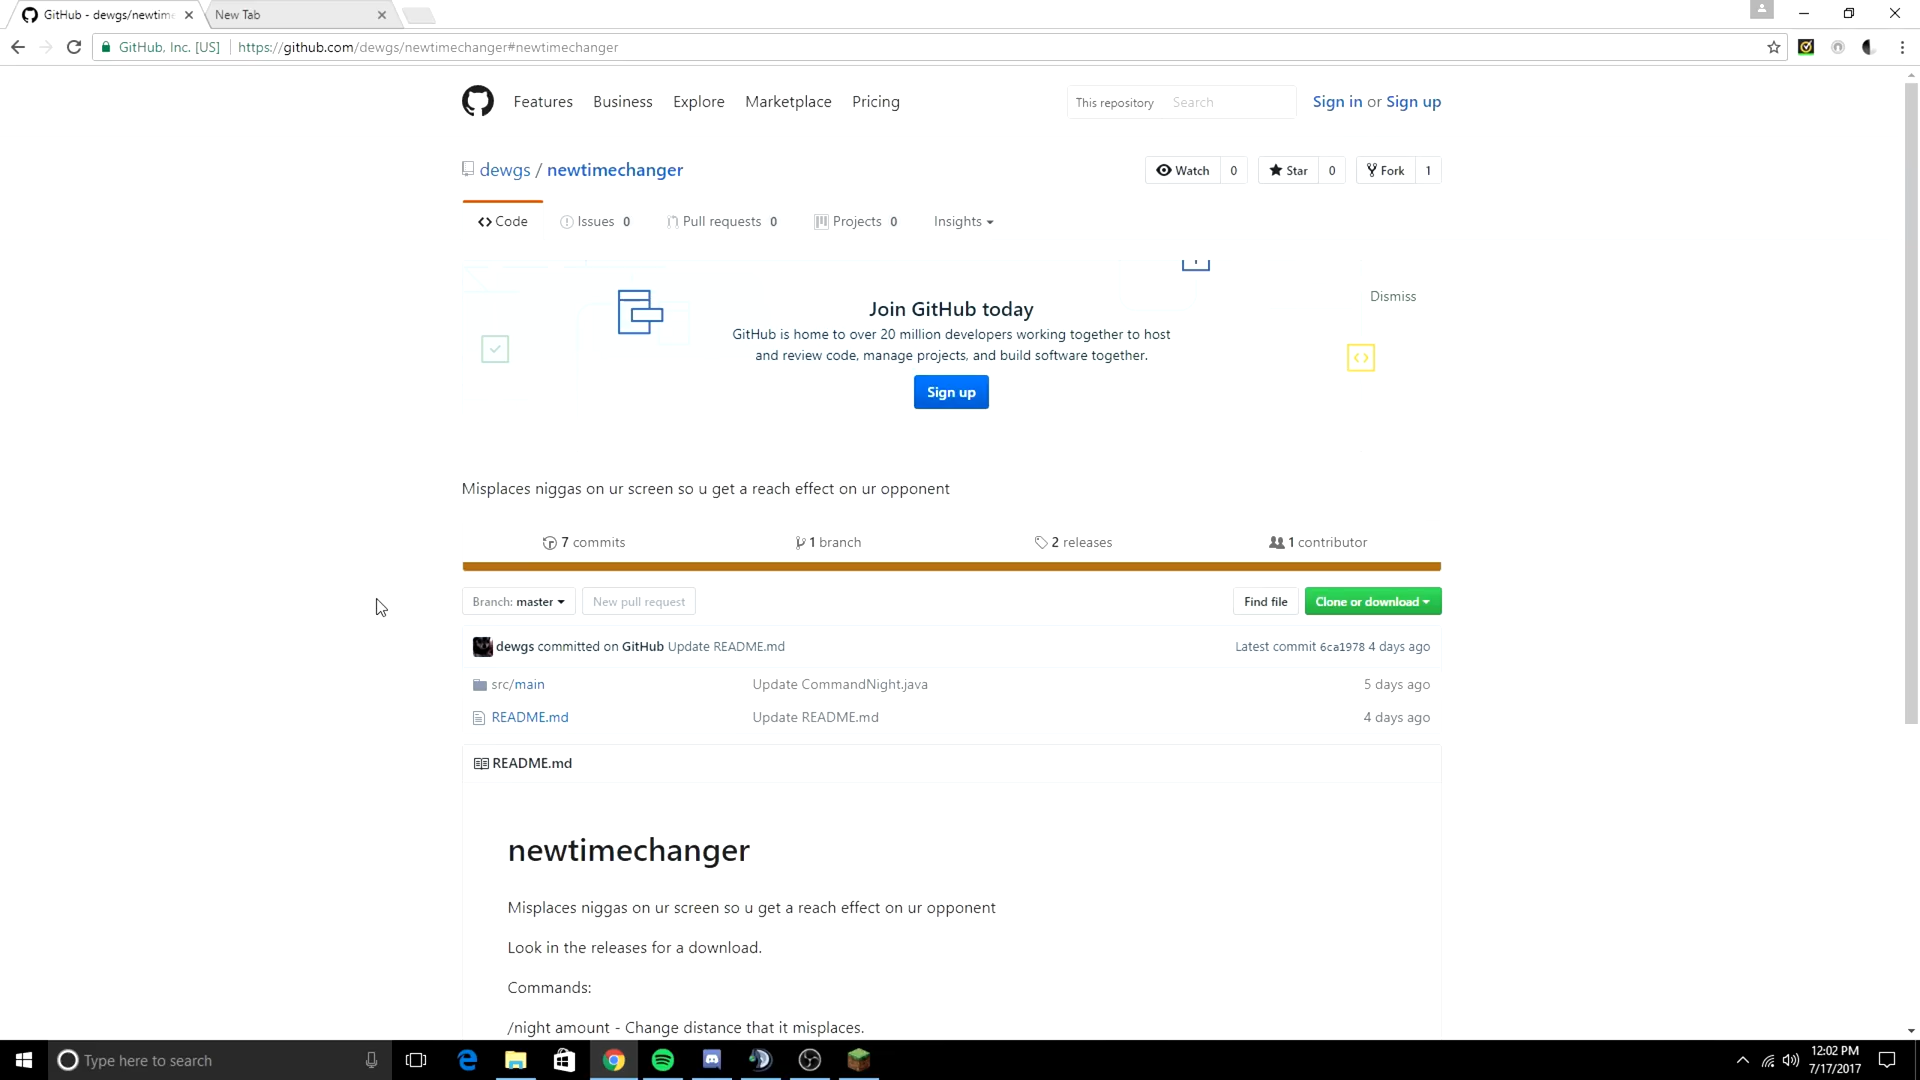 GitHub - dewgs/newtime
New Tab
GitHub, Inc. [US] https://github.com/dewgs/newtimechanger#newtimechanger
Features Business Explore Marketplace Pricing This repository Search Sign in or Sign up
dewgs / newtimechanger Watch 0 Star 0 Fork 1
Code Issues 0 Pull requests 0 Projects 0 Insights
Dismiss
Join GitHub today
GitHub is home to over 20 million developers working together to host
and review code, manage projects, and build software together.
Sign up
Misplaces niggas on ur screen so u get a reach effect on ur opponent
7 commits 1 branch 2 releases 1 contributor
Branch: master New pull request Find file Clone or download
dewgs committed on GitHub Update README.md Latest commit 6ca1978 4 days ago
src/main Update CommandNight.java 5 days ago
README.md Update README.md 4 days ago
README.md
newtimechanger
Misplaces niggas on ur screen so u get a reach effect on ur opponent
Look in the releases for a download.
Commands:
/night amount - Change distance that it misplaces.
Type here to search
12:02 PM
7/17/2017